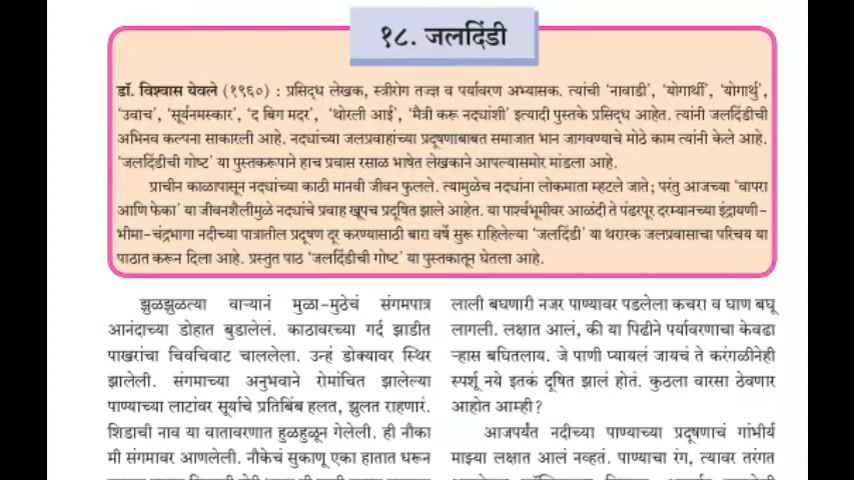 १८. जलदिंडी
डॉ. विश्वास येवले (१९६०) : प्रसिद्ध लेखक, स्त्रीरोग तज्ज्ञ व पर्यावरण अभ्यासक. त्यांची ‘नावाडी’, ‘योगार्थी’, ‘योगार्थु’,
‘उवाच’, ‘सूर्यनमस्कार’, ‘द बिग मदर’, ‘थोरली आई’, ‘मैत्री करू नद्यांशी’ इत्यादी पुस्तके प्रसिद्ध आहेत. त्यांनी जलदिंडीची
अभिनव कल्पना साकारली आहे. नद्यांच्या जलप्रवाहांच्या प्रदूषणाबाबत समाजात भान जागवण्याचे मोठे काम त्यांनी केले आहे.
‘जलदिंडीची गोष्ट’ या पुस्तकरूपाने हाच प्रवास रसाळ भाषेत लेखकाने आपल्यासमोर मांडला आहे.
प्राचीन काळापासून नद्यांच्या काठी मानवी जीवन फुलले. त्यामुळेच नद्यांना लोकमाता म्हटले जाते; परंतु आजच्या ‘वापरा
आणि फेका’ या जीवनशैलीमुळे नद्यांचे प्रवाह खूपच प्रदूषित झाले आहेत. या पार्श्वभूमीवर आळंदी ते पंढरपूर दरम्यानच्या इंद्रायणी-
भीमा-चंद्रभागा नदीच्या पात्रातील प्रदूषण दूर करण्यासाठी बारा वर्षे सुरू राहिलेल्या ‘जलदिंडी’ या थरारक जलप्रवासाचा परिचय या
पाठात करून दिला आहे. प्रस्तुत पाठ ‘जलदिंडीची गोष्ट’ या पुस्तकातून घेतला आहे.
झुळझुळत्या वाऱ्यानं मुळा-मुठेचं संगमपात्र
आनंदाच्या डोहात बुडालेलं. काठावरच्या गर्द झाडीत
पाखरांचा चिवचिवाट चाललेला. उन्हं डोक्यावर स्थिर
झालेली. संगमाच्या अनुभवाने रोमांचित झालेल्या
पाण्याच्या लाटांवर सूर्याचे प्रतिबिंब हलत, झुलत राहणारं.
शिडाची नाव या वातावरणात हुळहुळून गेलेली. ही नौका
मी संगमावर आणलेली. नौकेचं सुकाणू एका हातात धरून
लाली बघणारी नजर पाण्यावर पडलेला कचरा व घाण बघू
लागली. लक्षात आलं, की या पिढीने पर्यावरणाचा केवढा
ऱ्हास बघितलाय. जे पाणी प्यायलं जायचं ते करंगळीनेही
स्पर्शू नये इतकं दूषित झालं होतं. कुठला वारसा ठेवणार
आहोत आम्ही?
आजपर्यंत नदीच्या पाण्याच्या प्रदूषणाचं गांभीर्य
माझ्या लक्षात आलं नव्हतं. पाण्याचा रंग, त्यावर तरंगत